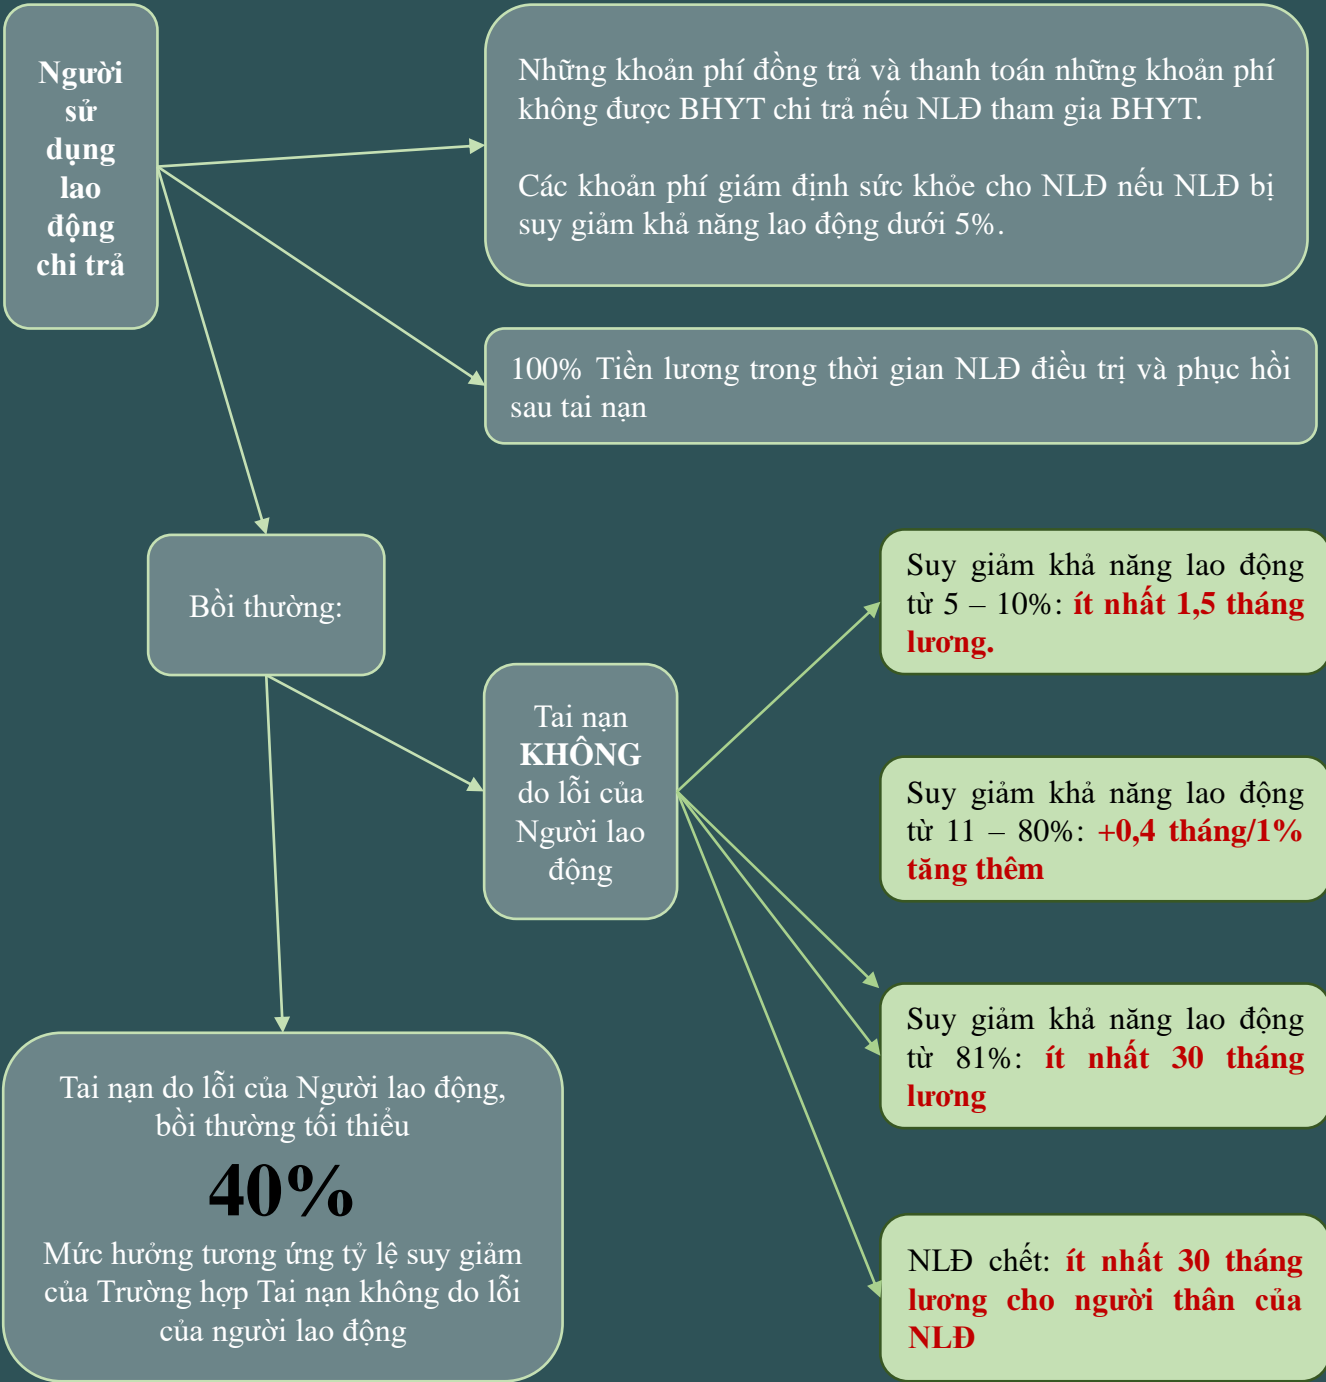 Người
sử
dụng
lao
động
chi trả
Những khoản phí đồng trả và thanh toán những khoản phí
không được BHYT chi trả nếu NLĐ tham gia BHYT.
Các khoản phí giám định sức khỏe cho NLĐ nếu NLĐ bị
suy giảm khả năng lao động dưới 5%.
100% Tiền lương trong thời gian NLĐ điều trị và phục hồi
sau tai nạn
Bồi thường:
Tai nạn
KHÔNG
do lỗi của
Người lao
động
Suy giảm khả năng lao động
từ 5 – 10%: ít nhất 1,5 tháng
lương.
Suy giảm khả năng lao động
từ 11 – 80%: +0,4 tháng/1%
tăng thêm
Suy giảm khả năng lao động
từ 81%: ít nhất 30 tháng
lương
NLĐ chết: ít nhất 30 tháng
lương cho người thân của
NLĐ
Tai nạn do lỗi của Người lao động,
bồi thường tối thiểu
40%
Mức hưởng tương ứng tỷ lệ suy giảm
của Trường hợp Tai nạn không do lỗi
của người lao động